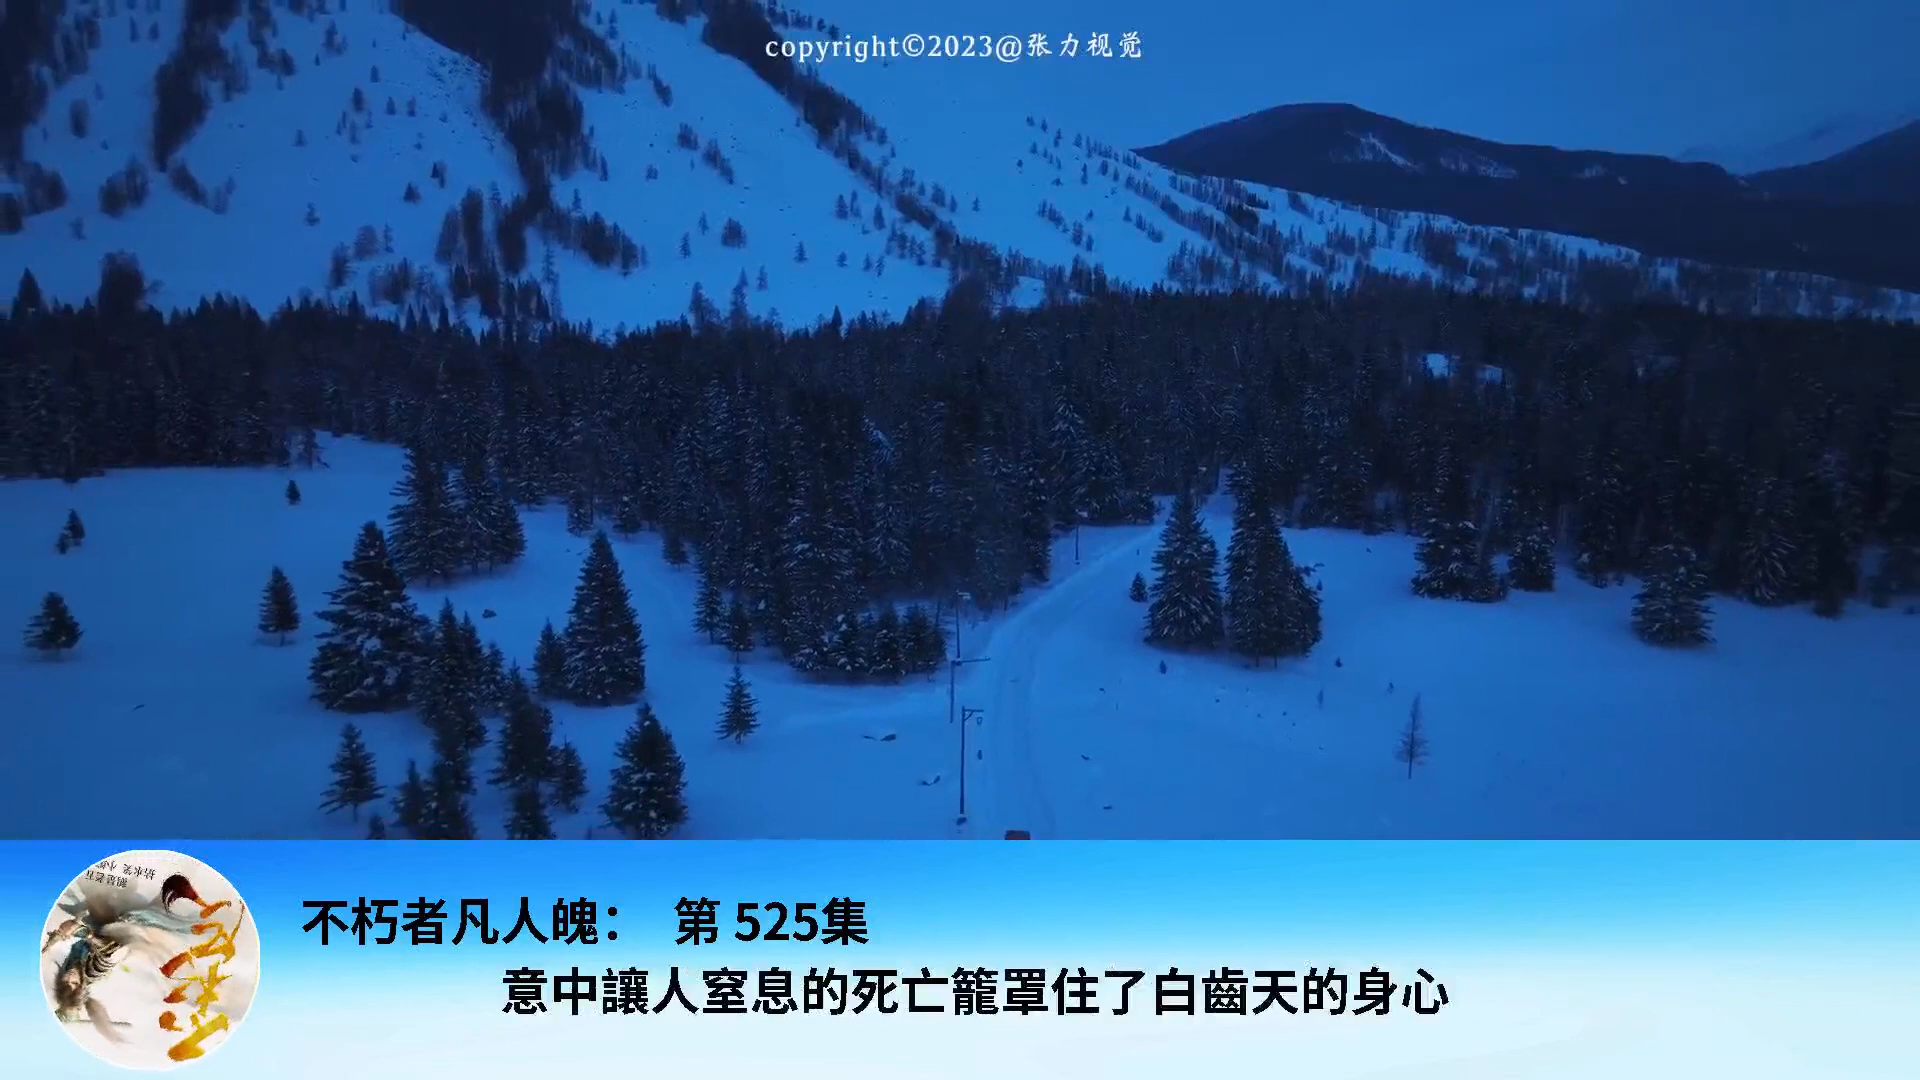 copyright©2023@张力视觉
不朽者凡人魄： 第 525集
意中讓人窒息的死亡籠罩住了白齒天的身心